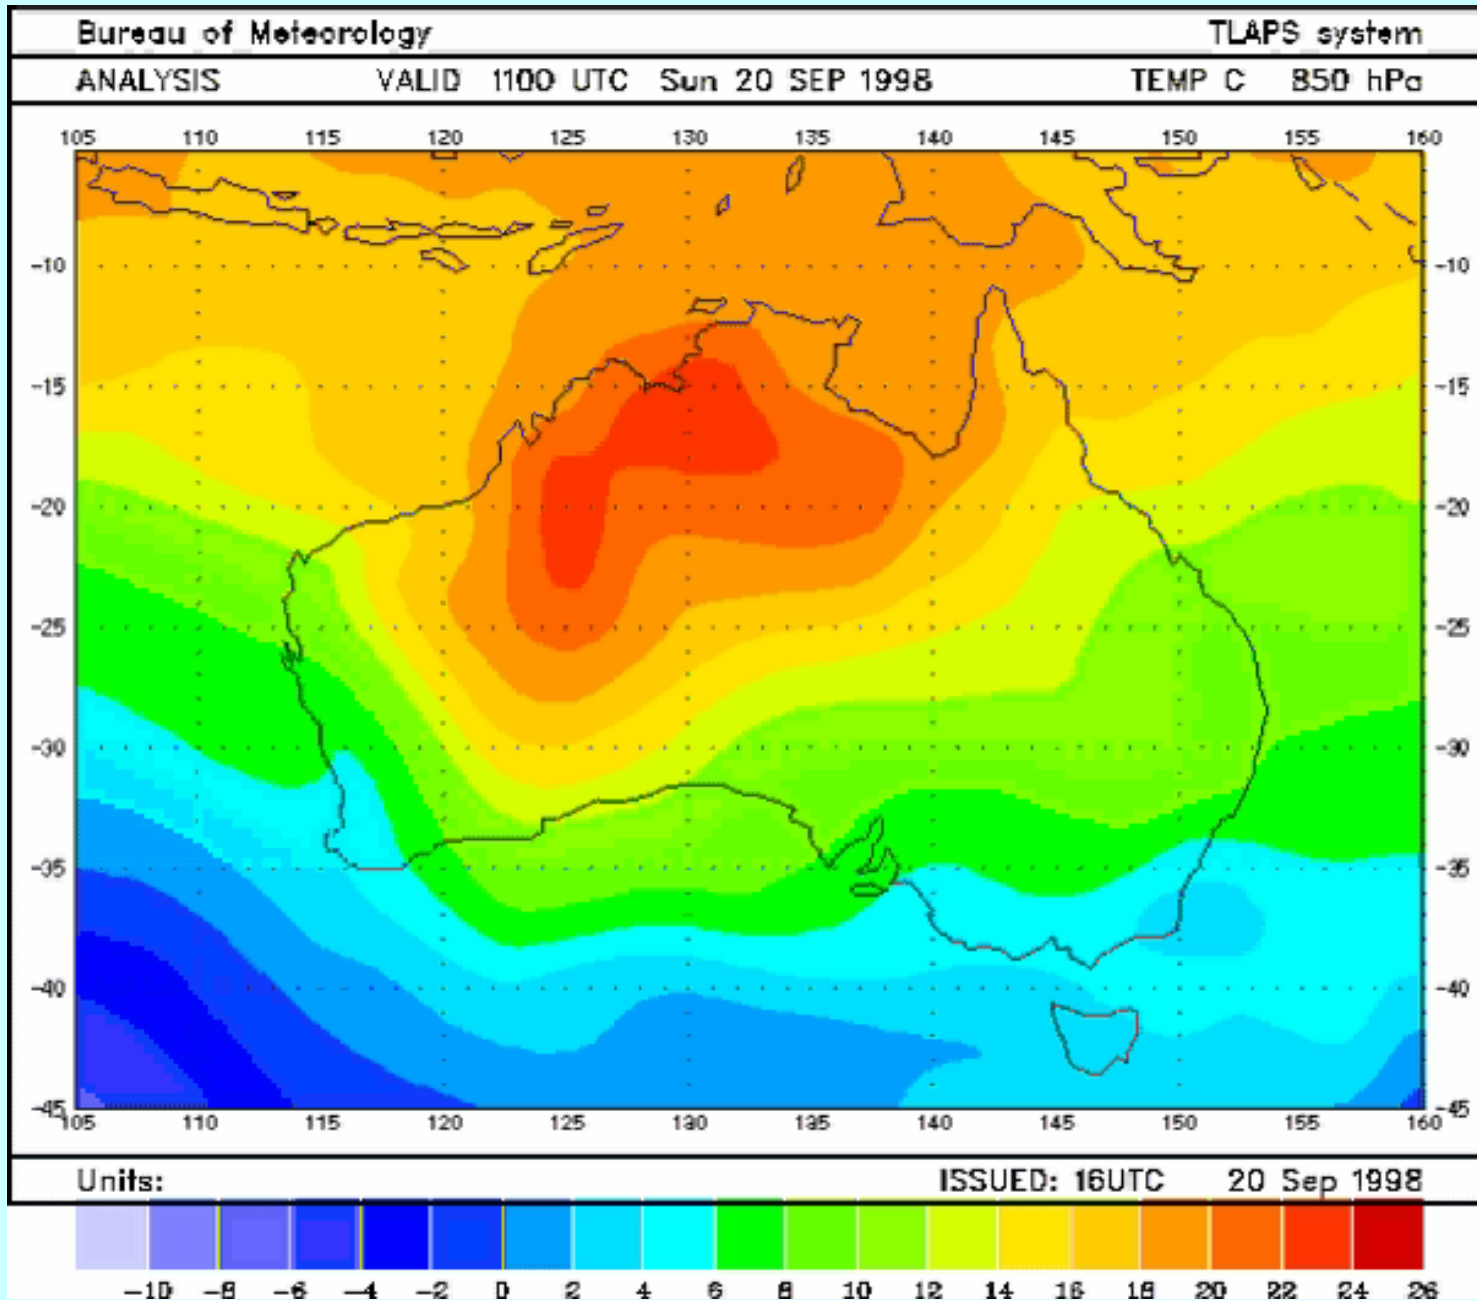 Bureau of Meteorology TLAPS system
ANALYSIS VALID 1100 UTC Sun 20 SEP 1998 TEMP C 850 hPa
105 110 115 120 125 130 135 140 145 150 155 160
-10 -10
-15 -15
-20 -20
-25 -25
-30 -30
-35 -35
-40 -40
-45 -45
105 110 115 120 125 130 135 140 145 150 155 160
Units: ISSUED: 16UTC 20 Sep 1998
-10 -8 -6 -4 -2 0 2 4 6 8 10 12 14 16 18 20 22 24 26